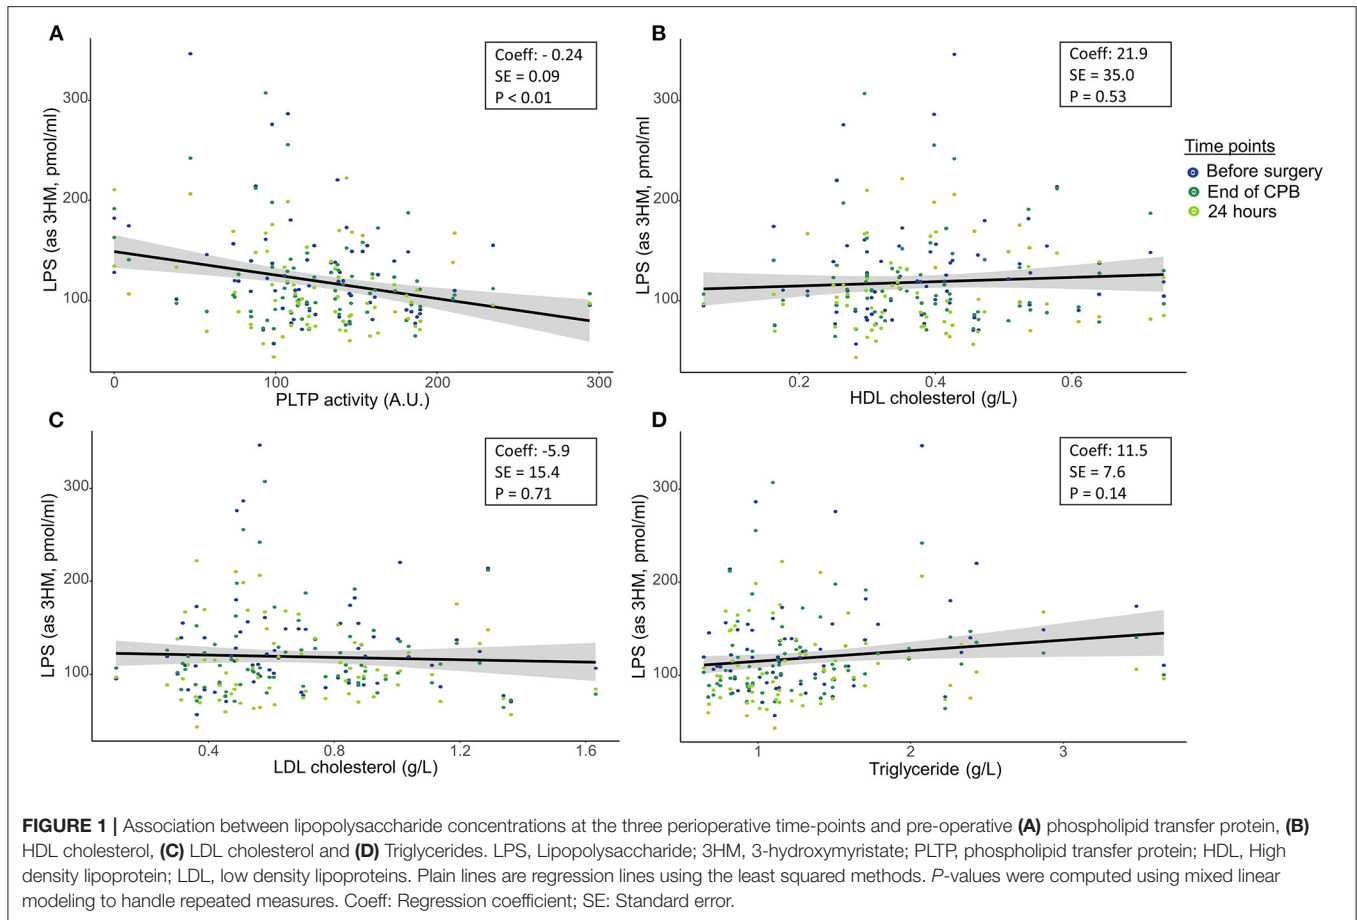 A
Coeff: - 0.24
SE = 0.09
P < 0.01
LPS (as 3HM, pmol/ml)
300
200
100
0
100
200
300
PLTP activity (A.U.)
B
Coeff: 21.9
SE = 35.0
P = 0.53
LPS (as 3HM, pmol/ml
300
200
100
0.2
0.4
0.6
HDL cholesterol (g/L)
Time points
Before surgery
End of CPB
24 hours
C
Coeff: -5.9
SE = 15.4
P = 0.71
LPS (as 3HM, pmol/ml)
300
200
100
0.4
0.8
1.2
1.6
LDL cholesterol (g/L)
D
Coeff: 11.5
SE = 7.6
P = 0.14
LPS (as 3HM, pmol/ml)
300
200
100
1
2
3
Triglyceride (g/L)
FIGURE 1 | Association between lipopolysaccharide concentrations at the three perioperative time-points and pre-operative (A) phospholipid transfer protein, (B)
HDL cholesterol, (C) LDL cholesterol and (D) Triglycerides. LPS, Lipopolysaccharide; 3HM, 3-hydroxymyristate; PLTP, phospholipid transfer protein; HDL, High
density lipoprotein; LDL, low density lipoproteins. Plain lines are regression lines using the least squared methods. P-values were computed using mixed linear
modeling to handle repeated measures. Coeff: Regression coefficient; SE: Standard error.